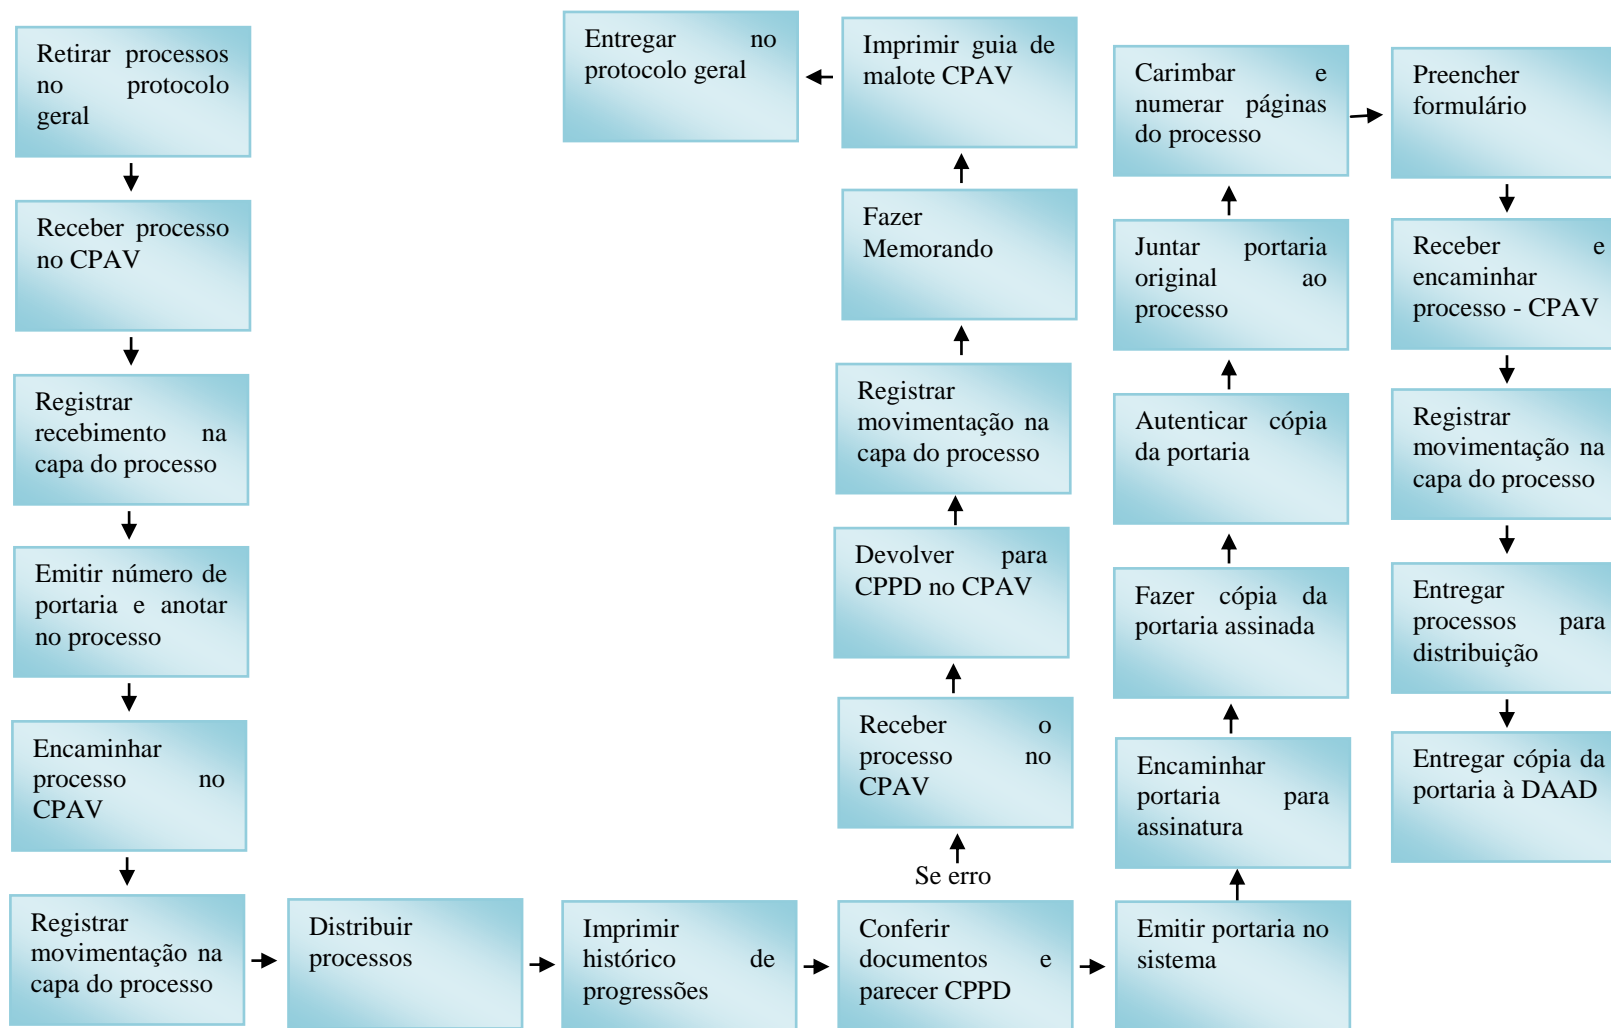 Retirar processos
no protocolo
geral
Receber processo
no CPAV
Registrar
recebimento na
capa do processo
Emitir número de
portaria e anotar
no processo
Encaminhar
processo no
CPAV
Registrar
movimentação na
capa do processo
Distribuir
processos
Imprimir
histórico de
progressões
Conferir
documentos e
parecer CPPD
Se erro
Receber o
processo no
CPAV
Devolver para
CPPD no CPAV
Registrar
movimentação na
capa do processo
Fazer
Memorando
Imprimir guia de
malote CPAV
Entregar no
protocolo geral
Emitir portaria no
sistema
Encaminhar
portaria para
assinatura
Fazer cópia da
portaria assinada
Autenticar cópia
da portaria
Juntar portaria
original ao
processo
Carimbar e
numerar páginas
do processo
Preencher
formulário
Receber e
encaminhar
processo - CPAV
Registrar
movimentação na
capa do processo
Entregar
processos para
distribuição
Entregar cópia da
portaria à DAAD